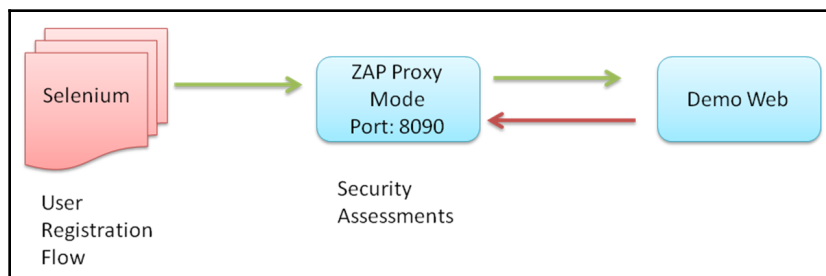 Selenium
ZAP Proxy
Mode
Port: 8090
Demo Web
User
Registration
Flow
Security
Assessments